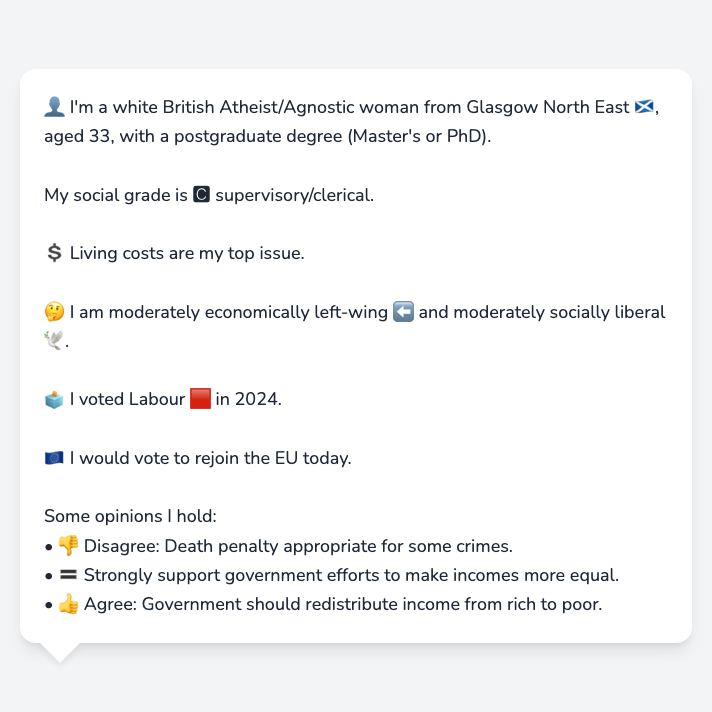 👤 I'm a white British Atheist/Agnostic woman from Glasgow North East 🏴󠁧󠁢󠁳󠁣󠁴󠁿,
aged 33, with a postgraduate degree (Master's or PhD).
My social grade is 🅲 supervisory/clerical.
💲 Living costs are my top issue.
🤔 I am moderately economically left-wing ⬅️ and moderately socially liberal
🕊️.
🗳️ I voted Labour 🟥 in 2024.
🇪🇺 I would vote to rejoin the EU today.
Some opinions I hold:
• 👎 Disagree: Death penalty appropriate for some crimes.
• 🟰 Strongly support government efforts to make incomes more equal.
• 👍 Agree: Government should redistribute income from rich to poor.